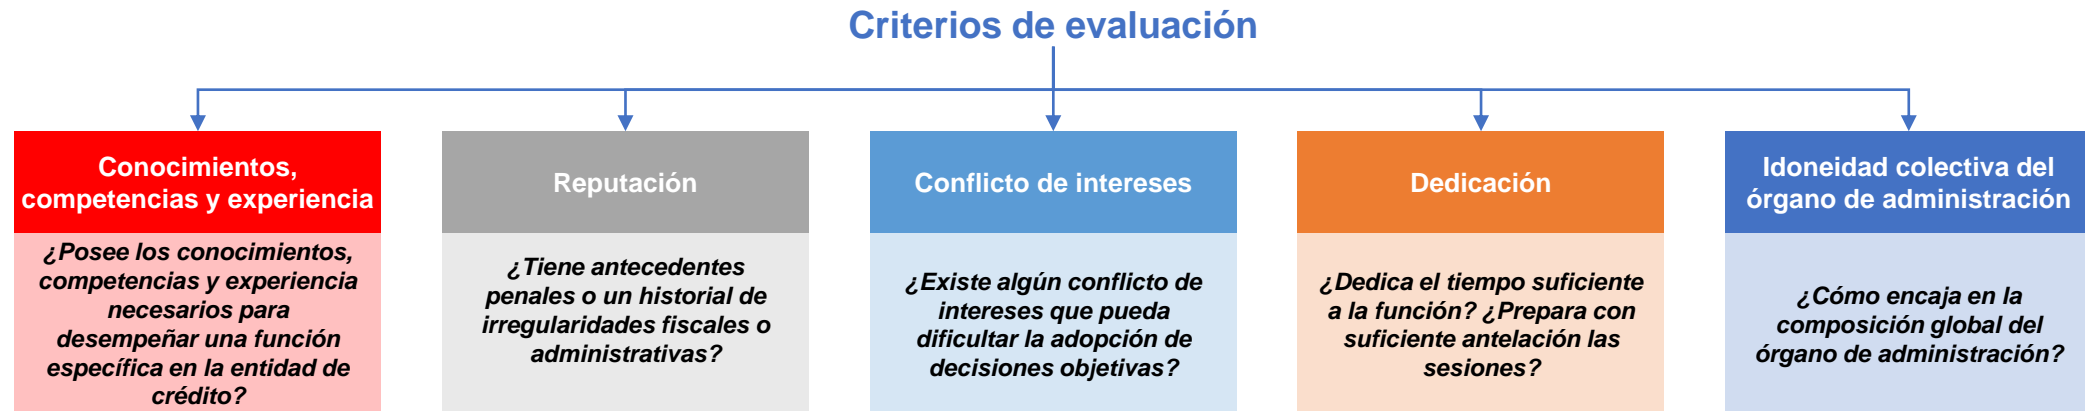 Criterios de evaluación
Conocimientos,
competencias y experiencia
¿Posee los conocimientos,
competencias y experiencia
necesarios para
desempeñar una función
específica en la entidad de
crédito?
Reputación
¿Tiene antecedentes
penales o un historial de
irregularidades fiscales o
administrativas?
Conflicto de intereses
¿Existe algún conflicto de
intereses que pueda
dificultar la adopción de
decisiones objetivas?
Dedicación
¿Dedica el tiempo suficiente
a la función? ¿Prepara con
suficiente antelación las
sesiones?
Idoneidad colectiva del
órgano de administración
¿Cómo encaja en la
composición global del
órgano de administración?